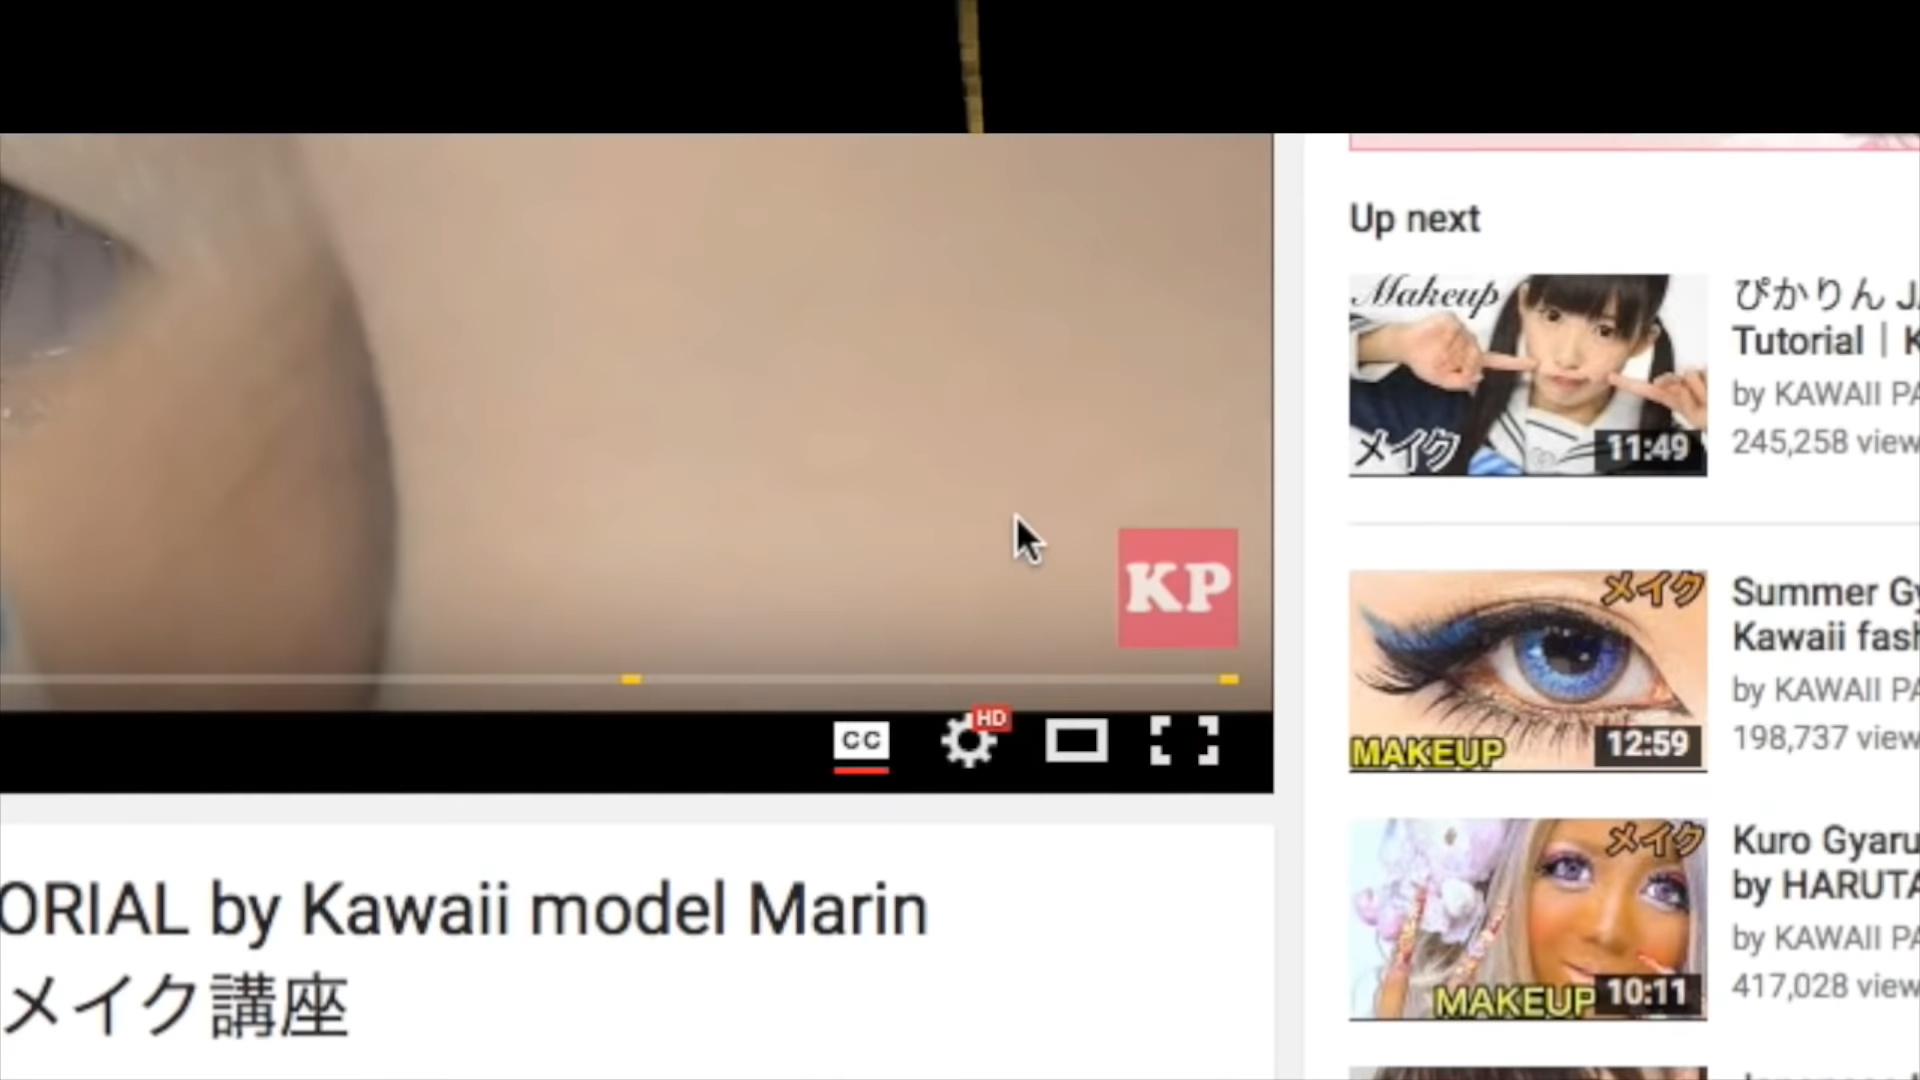 KP
CC
HD
ORIAL by Kawaii model Marin
メイク講座
Up next
Makeup
メイク
11:49
ぴかりん
Tutorial | K
by KAWAII PA
245,258 view
メイク
MAKEUP
12:59
Summer Gy
Kawaii fash
by KAWAII PA
198,737 view
メイク
MAKEUP
10:11
Kuro Gyaru
by HARUTA
by KAWAII PA
417,028 view